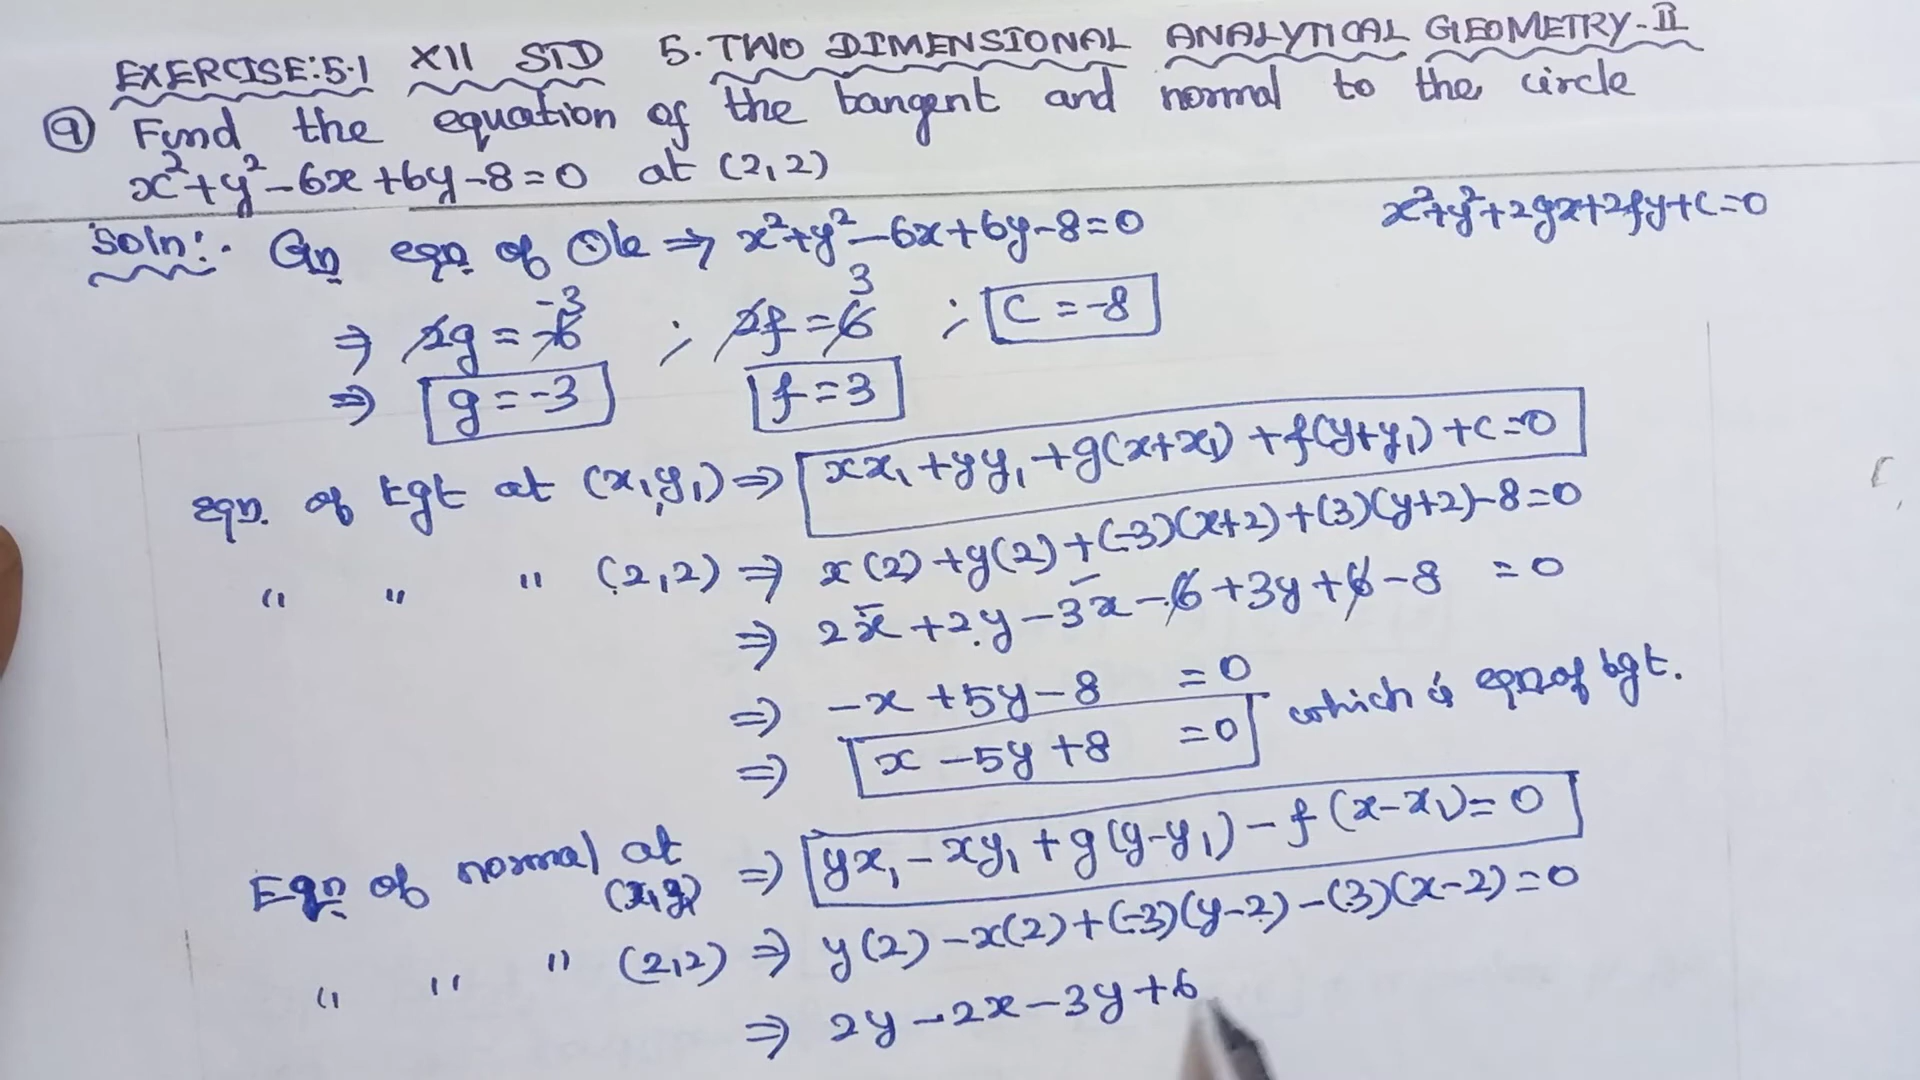 EXERCISE:5.1 XII STD 5.TWO DIMENSIONAL ANALYTICAL GEOMETRY-II
⑨ Find the equation of the tangent and normal to the circle
x²+y²-6x+6y-8=0 at (2,2)
x²+y²+2gx+2fy+c=0
Soln:- Gn eqn of ⊙le ⇒ x²+y²-6x+6y-8=0
⇒ 2g = -6 -3 ; 2f = 6 3 ; c = -8
⇒ g = -3 f = 3
eqn. of tgt at (x₁,y₁) ⇒ xx₁+yy₁+g(x+x₁)+f(y+y₁)+c=0
" " " (2,2) ⇒ x(2)+y(2)+(-3)(x+2)+(3)(y+2)-8=0
⇒ 2x+2y-3x-6+3y+6-8 =0
⇒ -x+5y-8 =0
⇒ x-5y+8 =0 which is eqn of tgt.
Eqn of normal at (x₁,y₁) ⇒ yx₁-xy₁+g(y-y₁)-f(x-x₁)=0
" " " (2,2) ⇒ y(2)-x(2)+(-3)(y-2)-(3)(x-2)=0
⇒ 2y-2x-3y+6